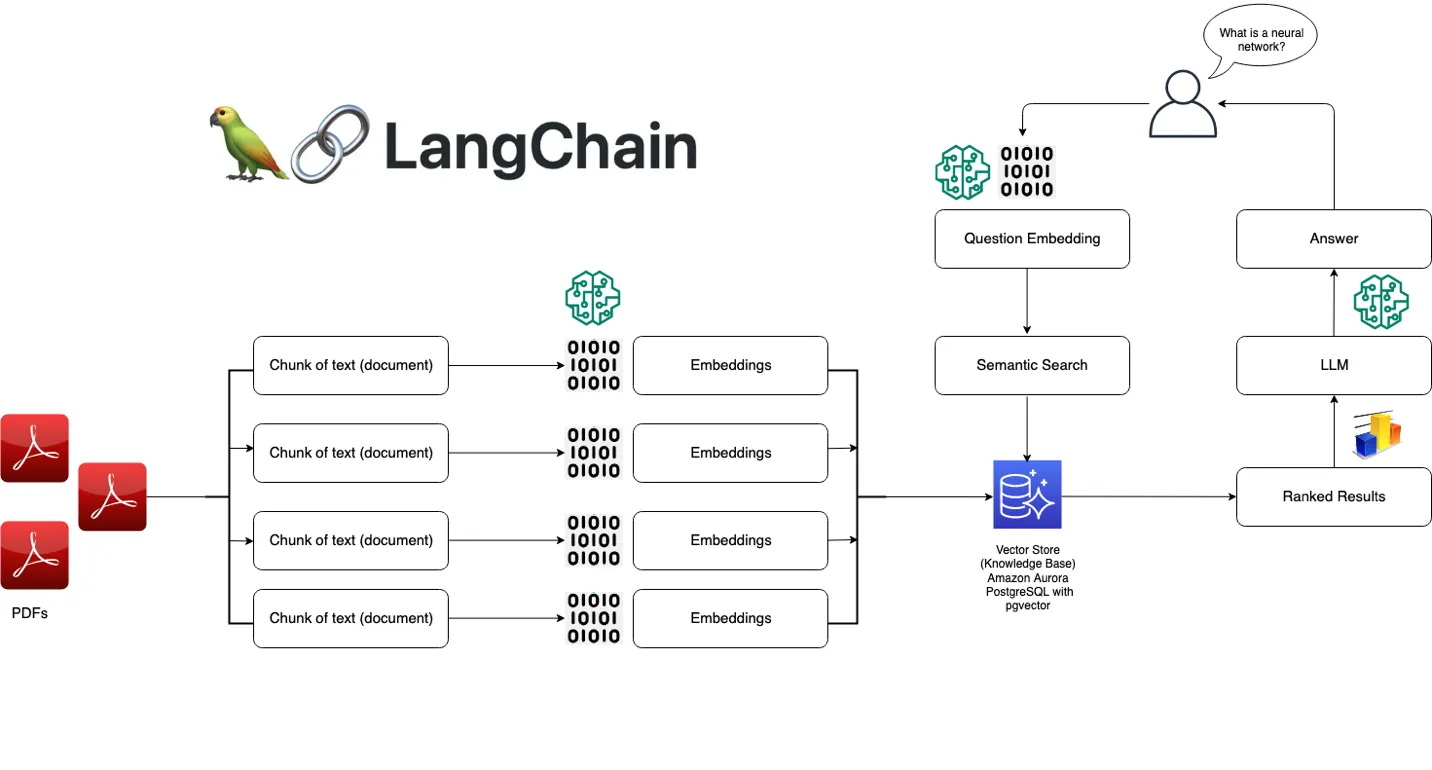 What is a neural
network?
LangChain
01010
10101
01010
Question Embedding
Answer
Chunk of text (document)
01010
10101
01010
Embeddings
Semantic Search
LLM
Chunk of text (document)
01010
10101
01010
Embeddings
Ranked Results
Chunk of text (document)
01010
10101
01010
Embeddings
Vector Store
(Knowledge Base)
Amazon Aurora
PostgreSQL with
pgvector
Chunk of text (document)
01010
10101
01010
Embeddings
PDFs